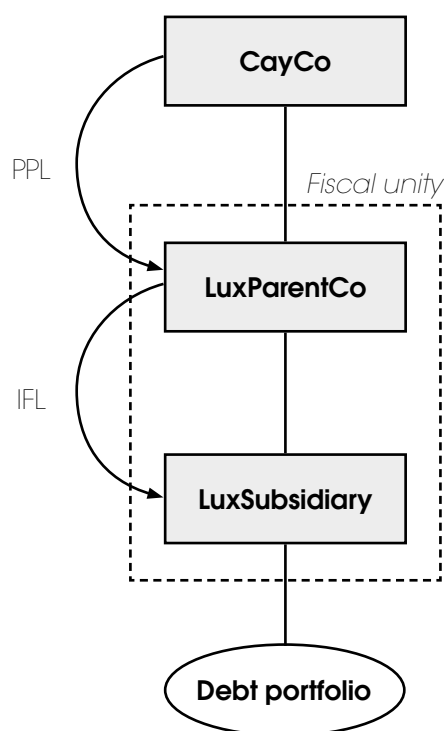 CayCo
PPL
Fiscal unity
LuxParentCo
IFL
LuxSubsidiary
Debt portfolio